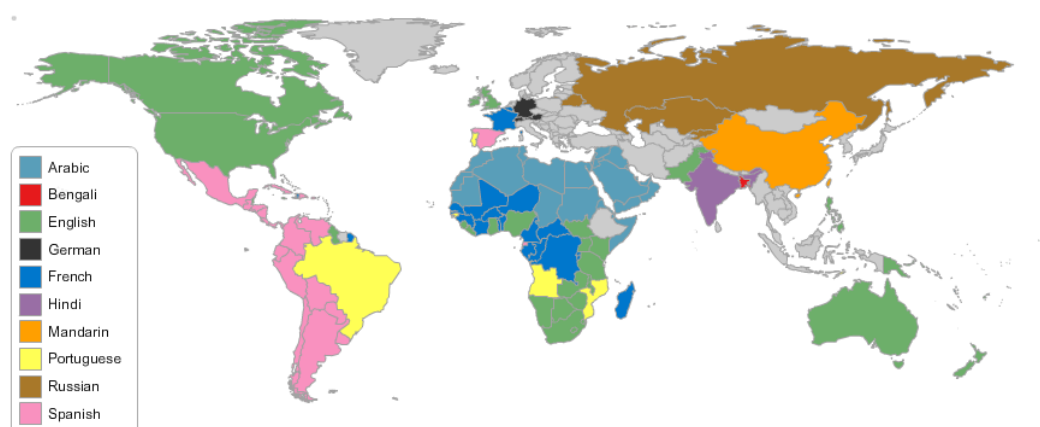 Arabic
Bengali
English
German
French
Hindi
Mandarin
Portuguese
Russian
Spanish